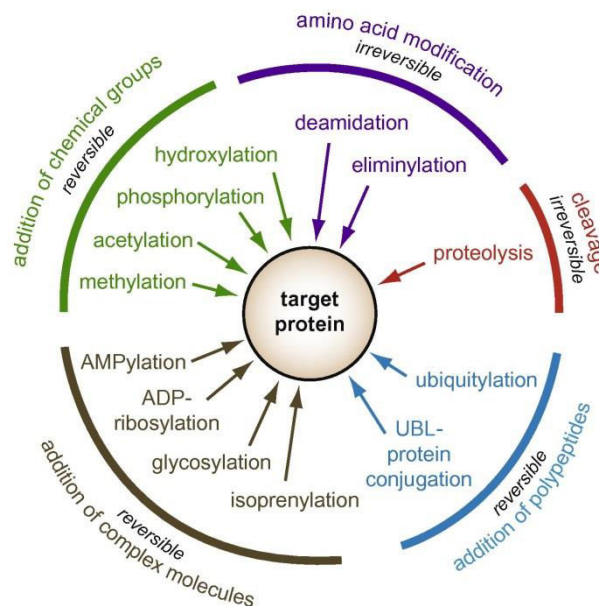 amino acid modification
irreversible
deamidation
eliminylation
addition of chemical groups
reversible
hydroxylation
phosphorylation
acetylation
methylation
cleavage
irreversible
proteolysis
target
protein
AMPylation
ADP-
ribosylation
glycosylation
isoprenylation
reversible
addition of complex molecules
ubiquitylation
UBL-
protein
conjugation
reversible
addition of polypeptides